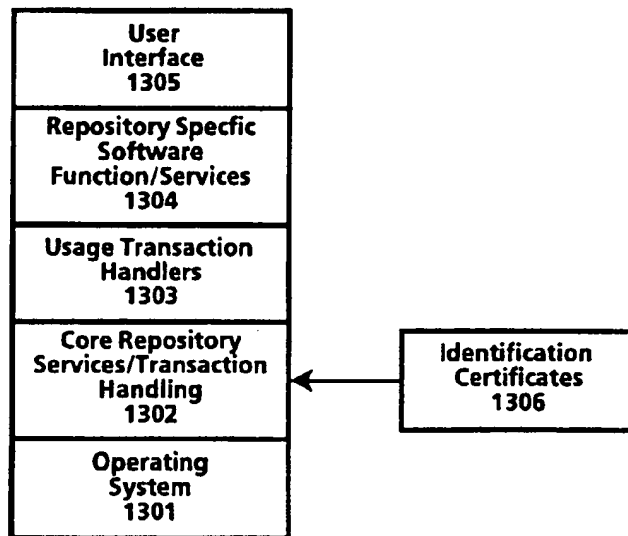 User
Interface
1305
Repository Specfic
Software
Function/Services
1304
Usage Transaction
Handlers
1303
Core Repository
Services/Transaction
Handling
1302
Identification
Certificates
1306
Operating
System
1301